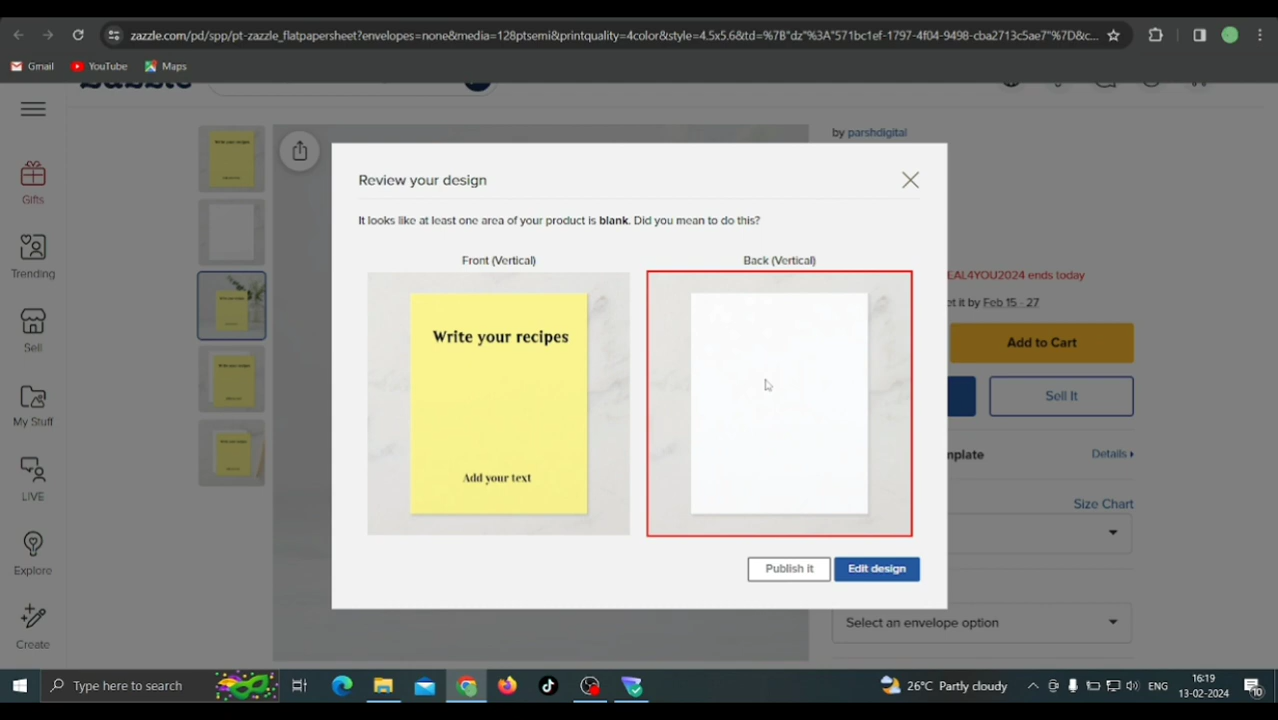 zazzle.com/pd/spp/pt-zazzle_flatpapersheet?envelopes=none&media=128ptsemi&printquality=4color&style=4.5x5.6&td=%7B"dz"%3A"571bc1ef-1797-4f04-9498-cba2713c5ae7"%7D&c...
Gmail YouTube Maps
by parshdigital
Gifts
Trending
Sell
My Stuff
LIVE
Explore
Create
Review your design
It looks like at least one area of your product is blank. Did you mean to do this?
Front (Vertical)
Back (Vertical)
Write your recipes
Add your text
Publish it
Edit design
EAL4YOU2024 ends today
et it by Feb 15 - 27
Add to Cart
Sell It
mplate
Details
Size Chart
Select an envelope option
Type here to search
26°C Partly cloudy
ENG
16:19
13-02-2024
10